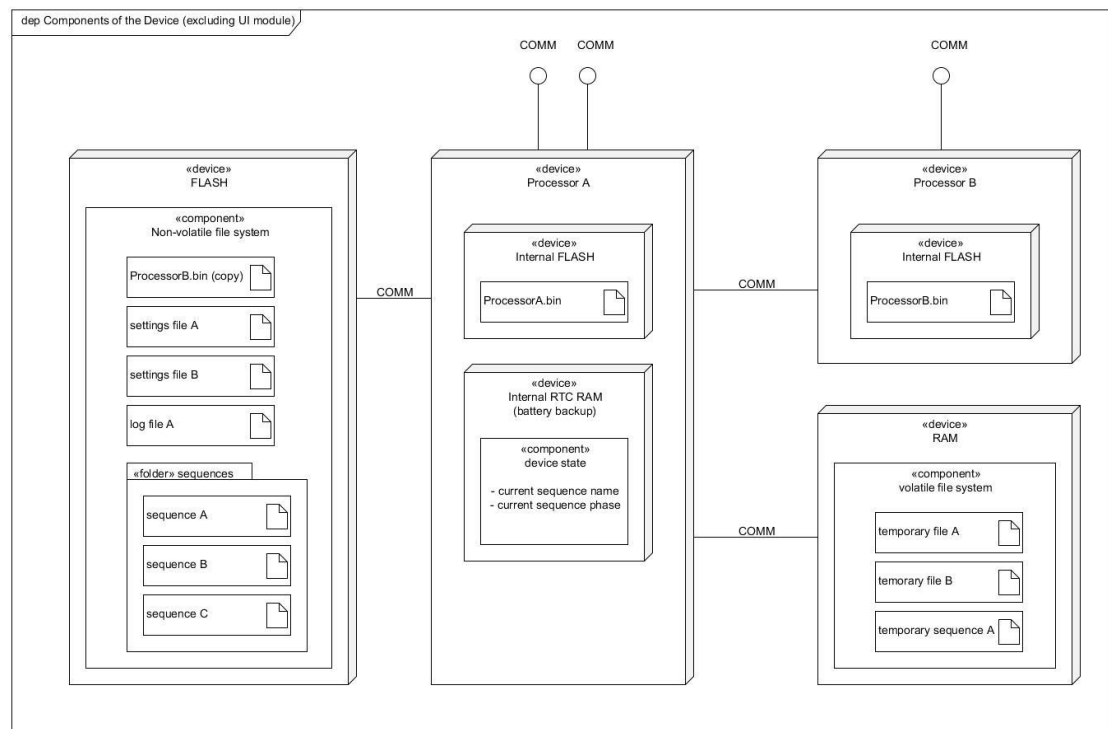 dep Components of the Device (excluding UI module)
COMM
COMM
COMM
«device»
FLASH
«component»
Non-volatile file system
ProcessorB.bin (copy)
settings file A
settings file B
log file A
«folder» sequences
sequence A
sequence B
sequence C
COMM
«device»
Processor A
«device»
Internal FLASH
ProcessorA.bin
«device»
Internal RTC RAM
(battery backup)
«component»
device state
- current sequence name
- current sequence phase
COMM
COMM
«device»
Processor B
«device»
Internal FLASH
ProcessorB.bin
«device»
RAM
«component»
volatile file system
temporary file A
temorary file B
temporary sequence A